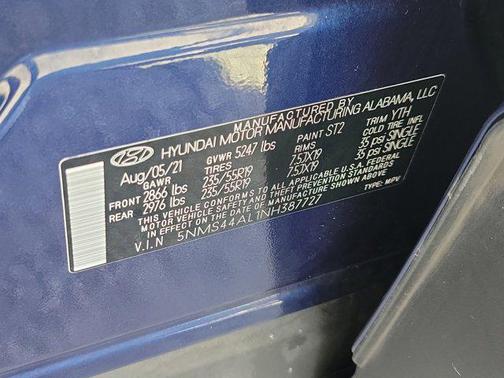 MANUFACTURED BY
HYUNDAI MOTOR MANUFACTURING ALABAMA, LLC
Aug/05/21 GVWR 5247 lbs PAINT ST2 TRIM YTH
GAWR TIRES RIMS COLD TIRE INFL
FRONT 2866 lbs 235/55R19 7.5JX19 35 psi SINGLE
REAR 2976 lbs 235/55R19 7.5JX19 35 psi SINGLE
THIS VEHICLE CONFORMS TO ALL APPLICABLE U.S.A. FEDERAL
MOTOR VEHICLE SAFETY AND THEFT PREVENTION STANDARDS
IN EFFECT ON THE DATE OF MANUFACTURE SHOWN ABOVE.
V.I.N 5NMS44AL1NH387727 TYPE: MPV